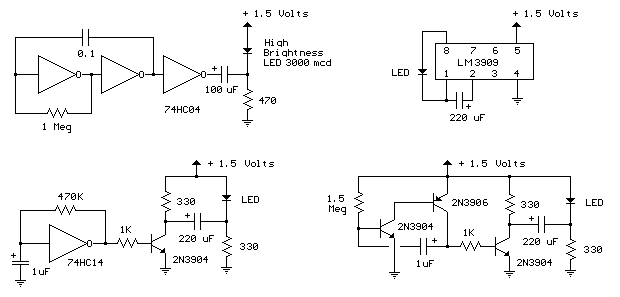 + 1.5 Volts
0.1
High
Brightness
LED 3000 mcd
+
100 uF
470
74HC04
1 Meg
+ 1.5 Volts
8 7 6 5
LM3909
1 2 3 4
LED
+
220 uF
+ 1.5 Volts
470K
330
LED
1K
+
220 uF
330
74HC14
2N3904
+
1uF
+ 1.5 Volts
1.5
Meg
2N3906
330
LED
2N3904
1K
+
220 uF
+
1uF
330
2N3904